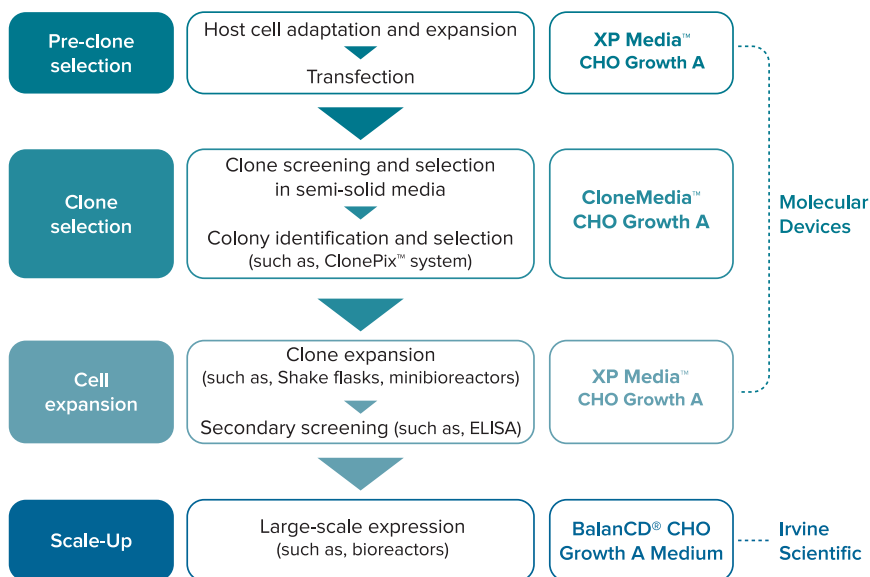 Pre-clone
selection
Host cell adaptation and expansion
Transfection
XP Media™
CHO Growth A
Clone
selection
Clone screening and selection
in semi-solid media
Colony identification and selection
(such as, ClonePix™ system)
CloneMedia™
CHO Growth A
Molecular
Devices
Cell
expansion
Clone expansion
(such as, Shake flasks, minibioreactors)
Secondary screening (such as, ELISA)
XP Media™
CHO Growth A
Scale-Up
Large-scale expression
(such as, bioreactors)
BalanCD® CHO
Growth A Medium
Irvine
Scientific